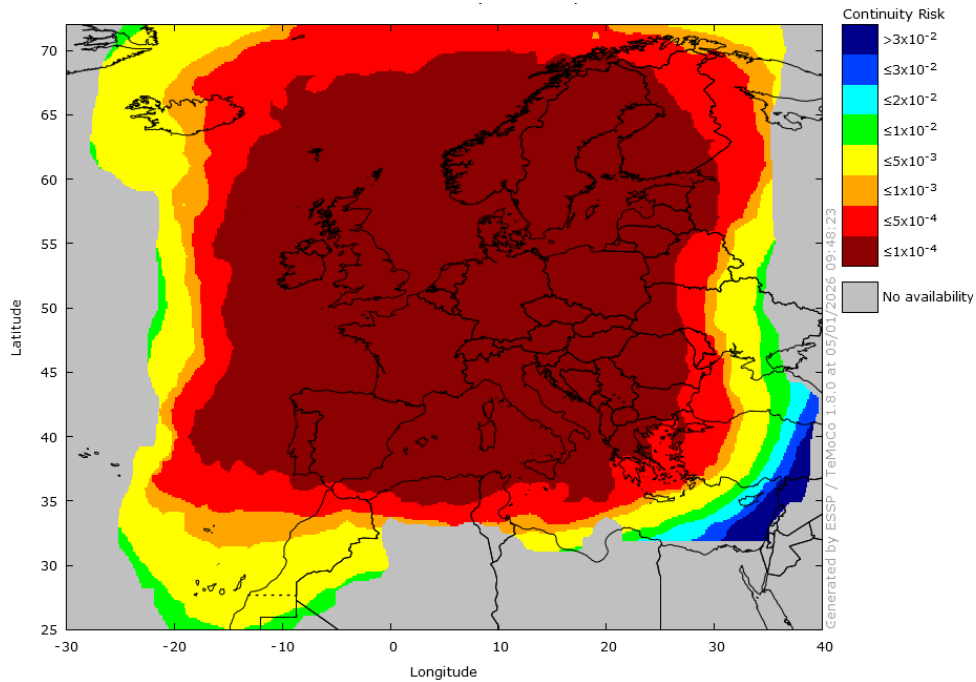 Continuity Risk
>3x10-2
≤3x10-2
≤2x10-2
≤1x10-2
≤5x10-3
≤1x10-3
≤5x10-4
≤1x10-4
No availability
Generated by ESSP / TeMoCo 1.8.0 at 05/01/2026 09:48:23
Latitude
70
65
60
55
50
45
40
35
30
25
-30
-20
-10
0
10
20
30
40
Longitude